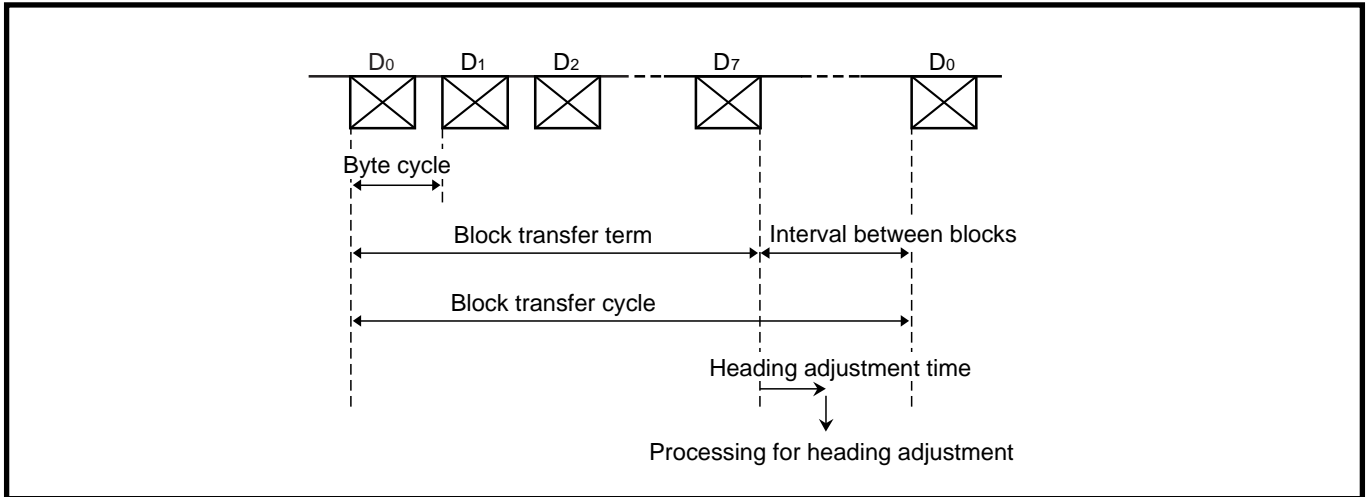 D0 D1 D2 D7 D0
Byte cycle
Block transfer term Interval between blocks
Block transfer cycle
Heading adjustment time
Processing for heading adjustment